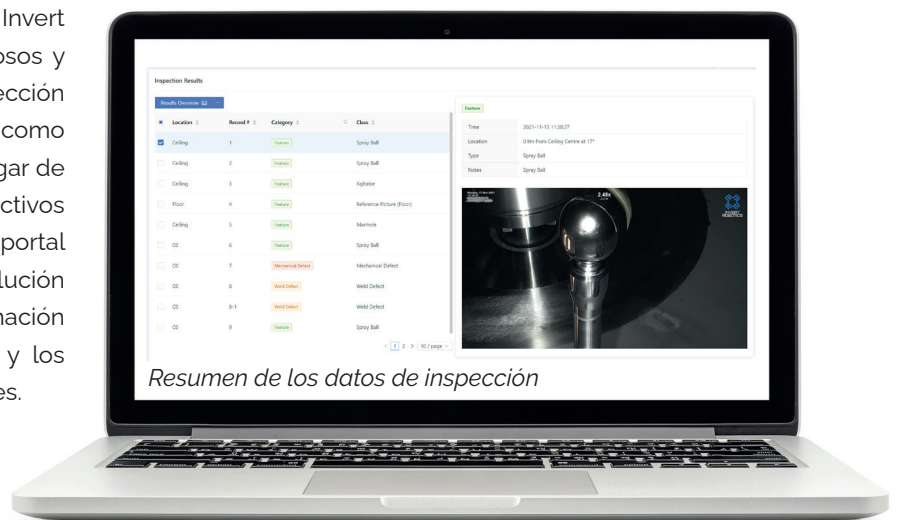 Invert
osos y
ección
como
gar de
ctivos
portal
lución
nación
y los
es.
Inspection Results
Results Overview
Location Record # Category Class
Ceiling 1 Feature Spray Ball
Ceiling 2 Feature Spray Ball
Ceiling 3 Feature Agitator
Floor 4 Feature Reference Picture (Floor)
Ceiling 5 Feature Manhole
C0 6 Feature Spray Ball
C0 7 Mechanical Defect Mechanical Defect
C0 8 Weld Defect Weld Defect
C0 8-1 Weld Defect Weld Defect
C0 9 Feature Spray Ball
< 1 2 > 10 / page
Feature
Time 2021-11-15 11:38:27
Location 0.9m from Ceiling Centre at 17°
Type Spray Ball
Notes Spray Ball
2.48x
INVERT
ROBOTICS
Resumen de los datos de inspección